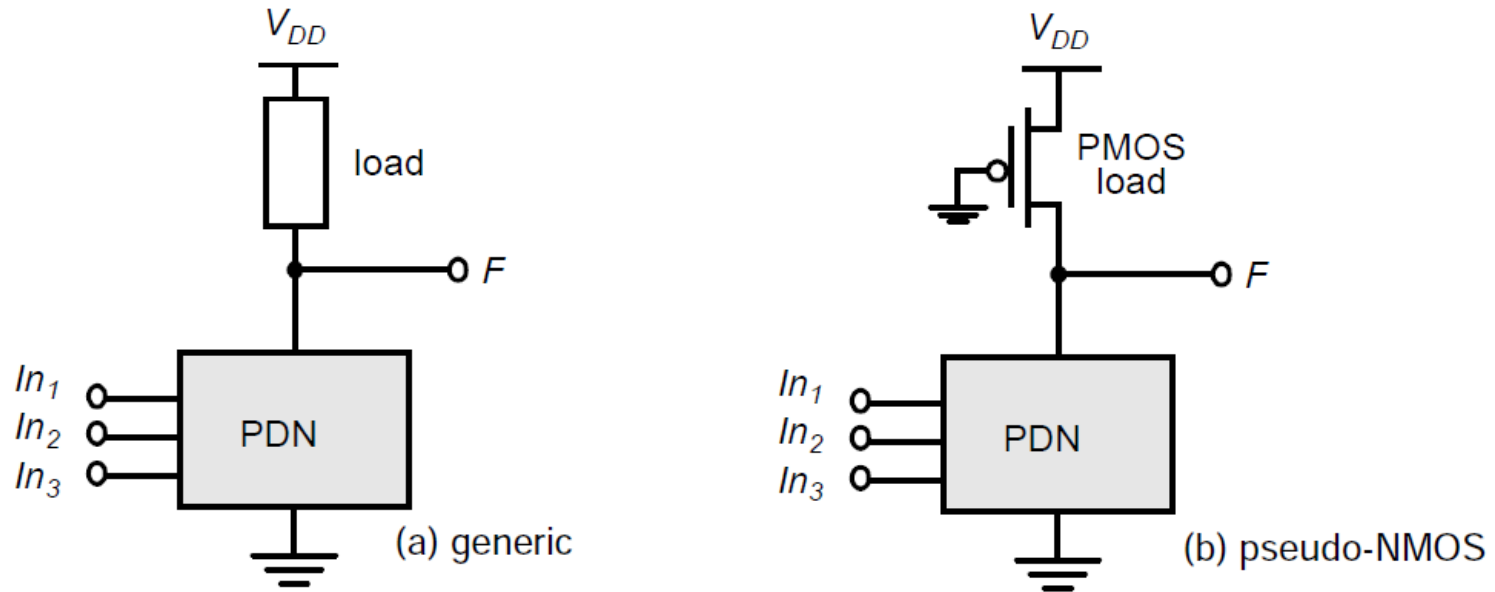 V_DD
load
F
In_1
In_2
In_3
PDN
(a) generic
V_DD
PMOS
load
F
In_1
In_2
In_3
PDN
(b) pseudo-NMOS